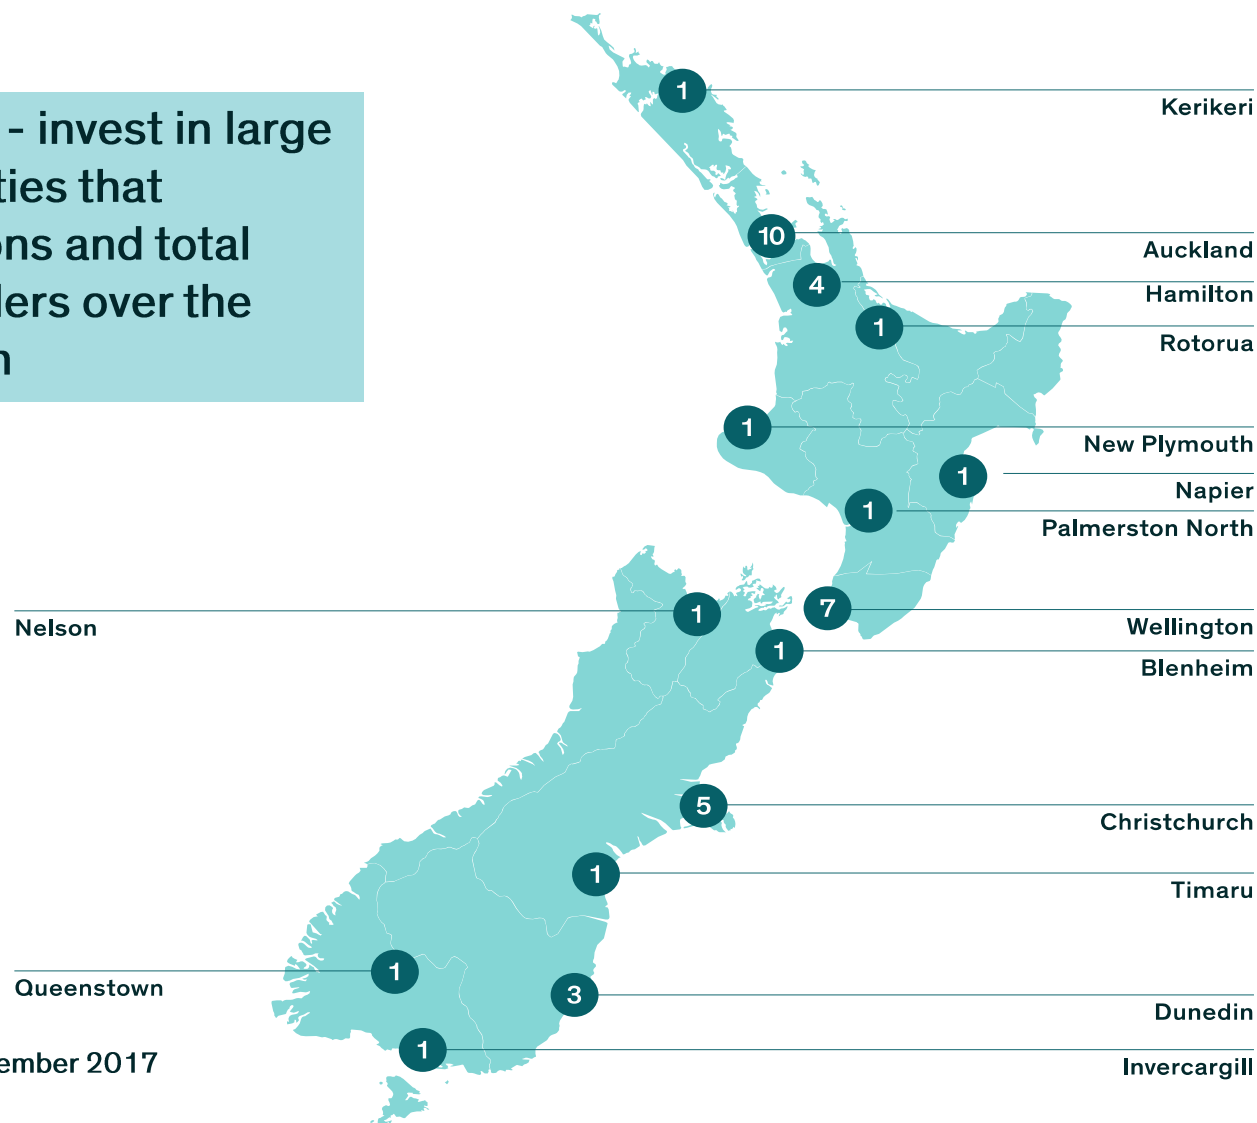 - invest in large
ties that
ons and total
ders over the
1
Kerikeri
10
Auckland
4
Hamilton
1
Rotorua
1
New Plymouth
1
Napier
1
Palmerston North
7
Wellington
1
Nelson
1
Blenheim
5
Christchurch
1
Timaru
1
Queenstown
3
Dunedin
1
Invercargill
ember 2017